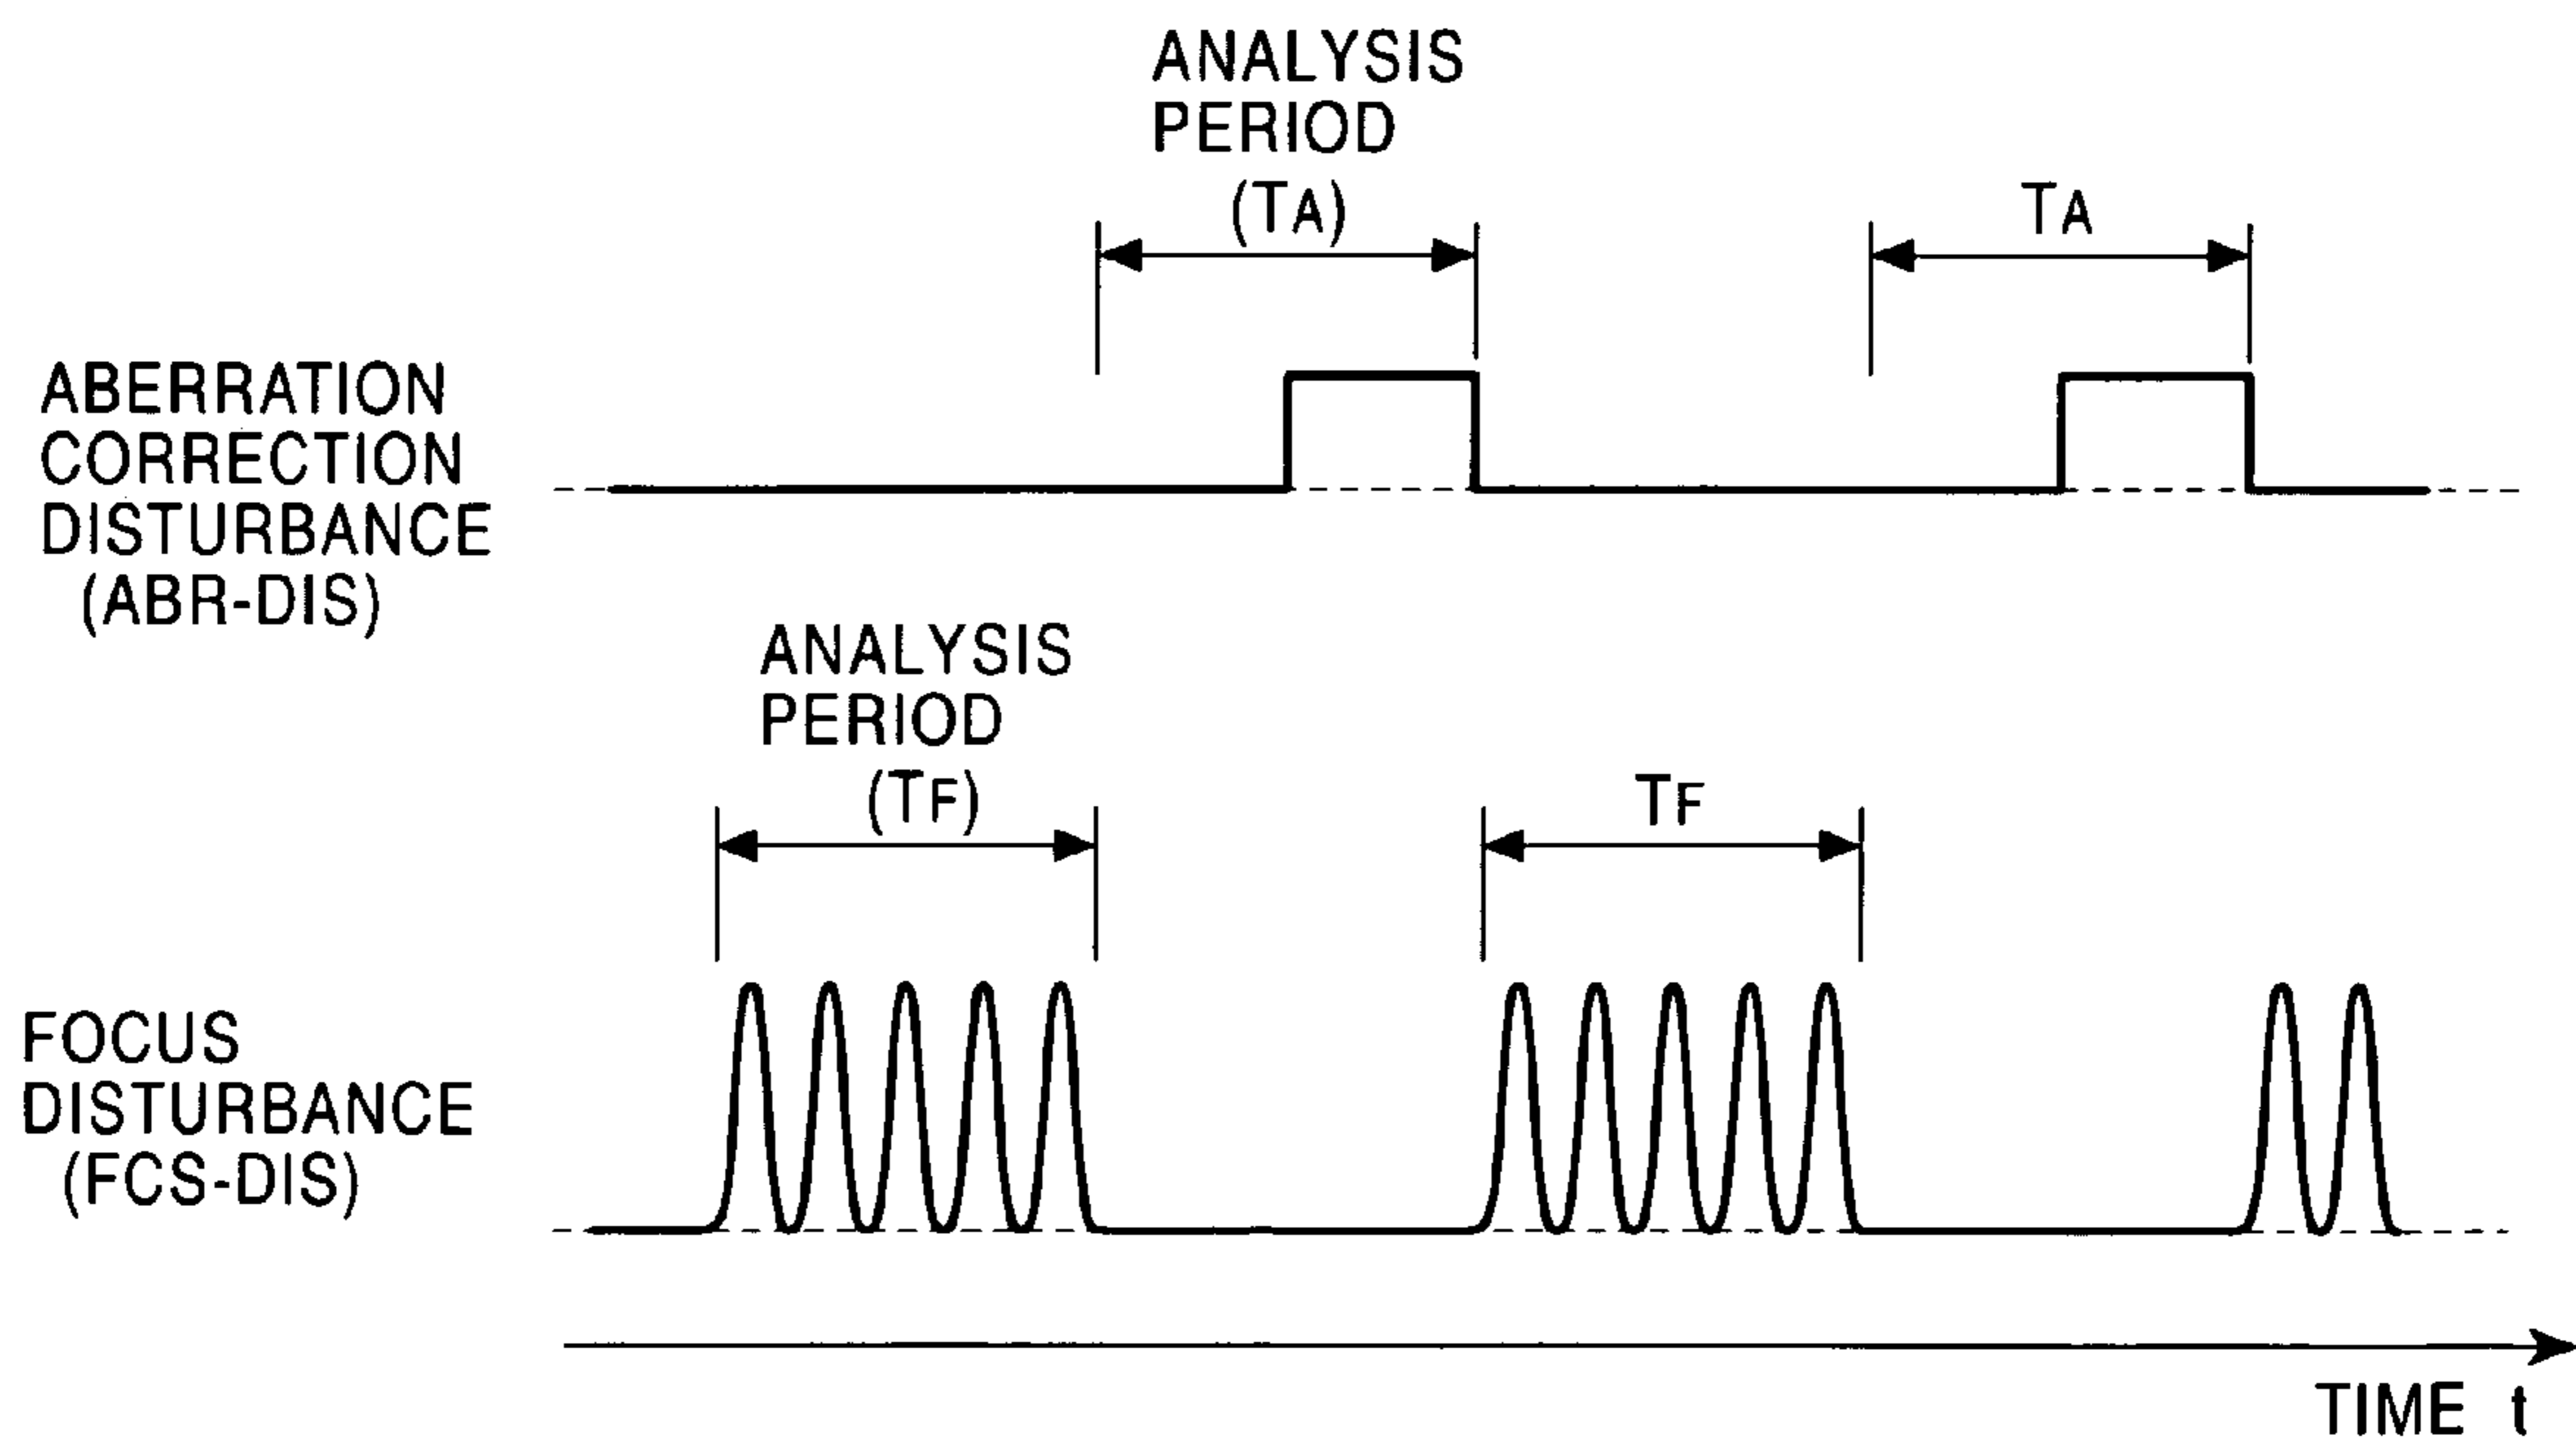 ANALYSIS
PERIOD
(TA)
TA
ABERRATION
CORRECTION
DISTURBANCE
(ABR-DIS)
ANALYSIS
PERIOD
(TF)
TF
FOCUS
DISTURBANCE
(FCS-DIS)
TIME t